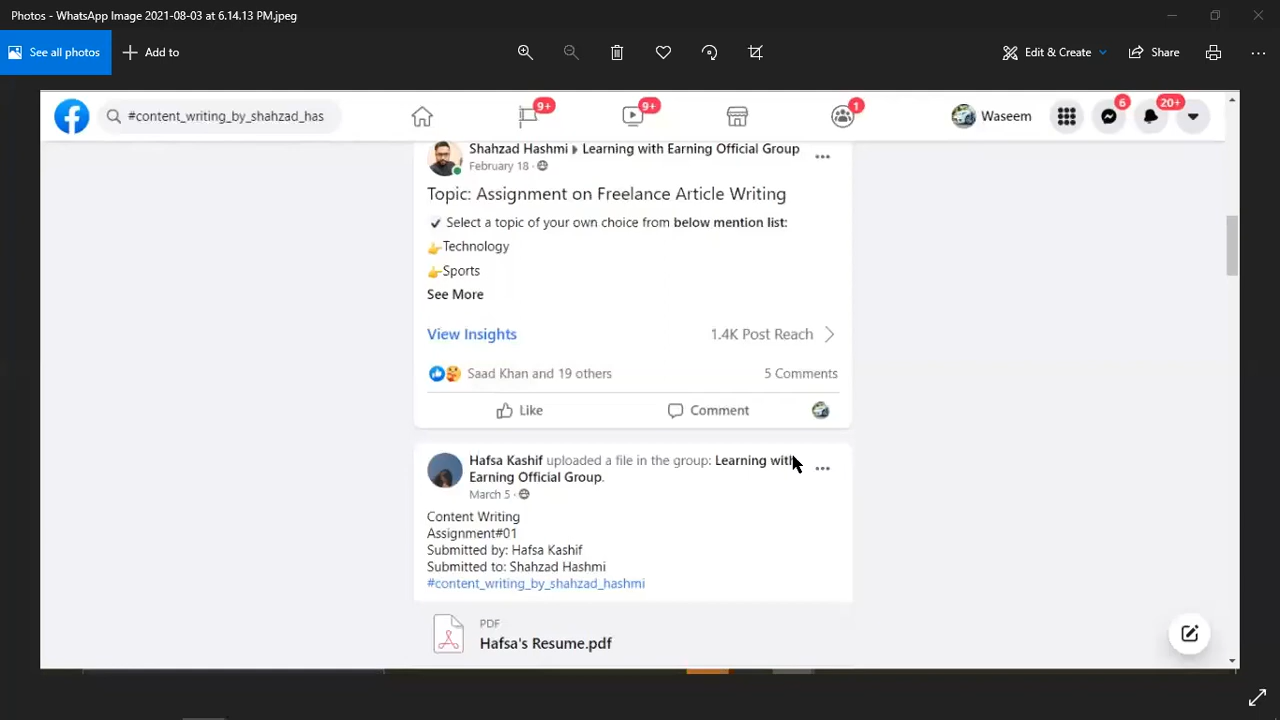 Photos - WhatsApp Image 2021-08-03 at 6.14.13 PM.jpeg
See all photos
Add to
Edit & Create
Share
#content_writing_by_shahzad_has
9+
9+
1
Waseem
6
20+
Shahzad Hashmi ▸ Learning with Earning Official Group
February 18 ·
Topic: Assignment on Freelance Article Writing
✔ Select a topic of your own choice from below mention list:
👉Technology
👉Sports
See More
View Insights
1.4K Post Reach
Saad Khan and 19 others
5 Comments
Like
Comment
Hafsa Kashif uploaded a file in the group: Learning with
Earning Official Group.
March 5 ·
Content Writing
Assignment#01
Submitted by: Hafsa Kashif
Submitted to: Shahzad Hashmi
#content_writing_by_shahzad_hashmi
PDF
Hafsa's Resume.pdf